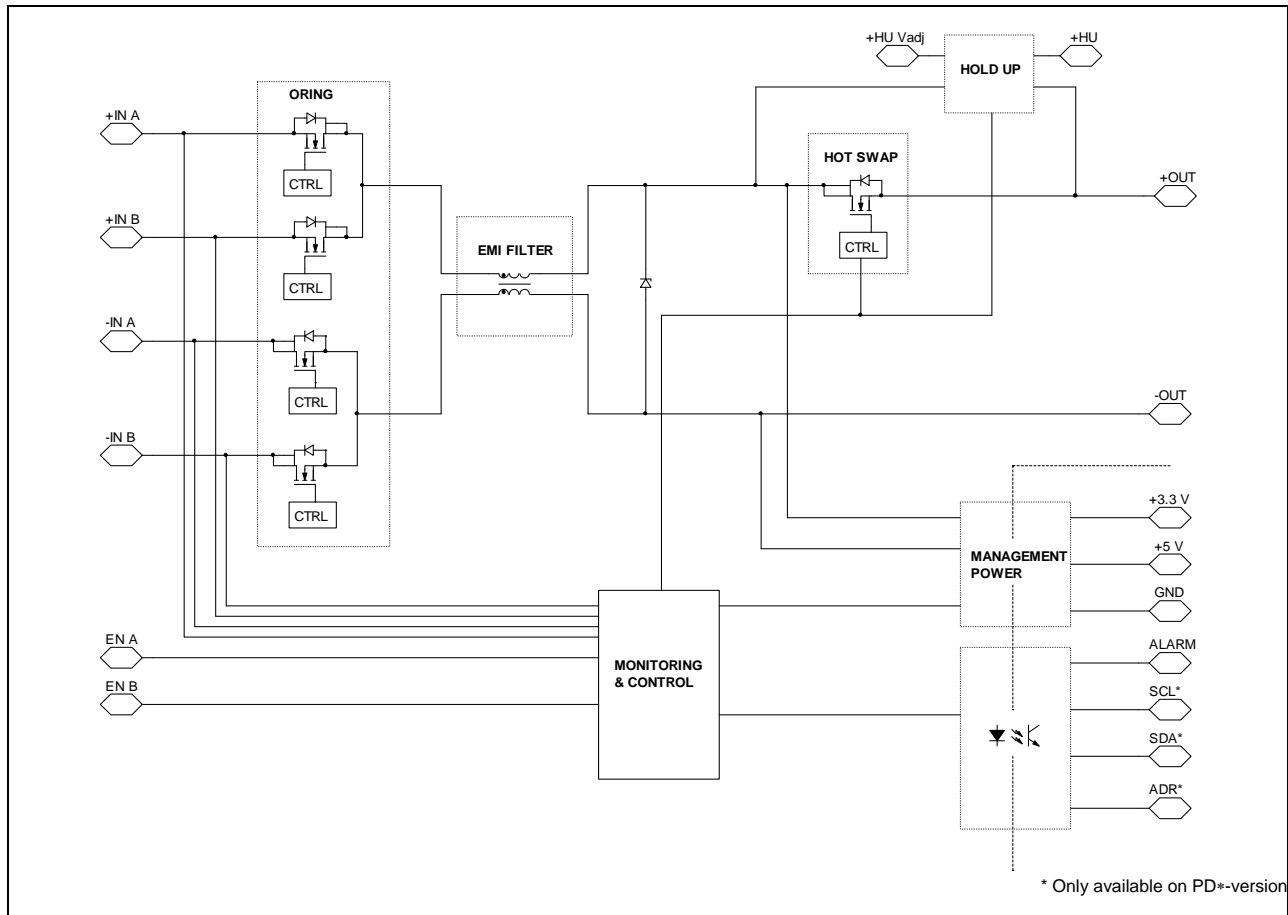 +HU Vadj
+HU
HOLD UP
ORING
+IN A
CTRL
HOT SWAP
+OUT
+IN B
CTRL
EMI FILTER
CTRL
-IN A
CTRL
-OUT
-IN B
CTRL
+3.3 V
MANAGEMENT
POWER
+5 V
GND
EN A
MONITORING
& CONTROL
ALARM
EN B
SCL*
SDA*
ADR*
* Only available on PD*-version